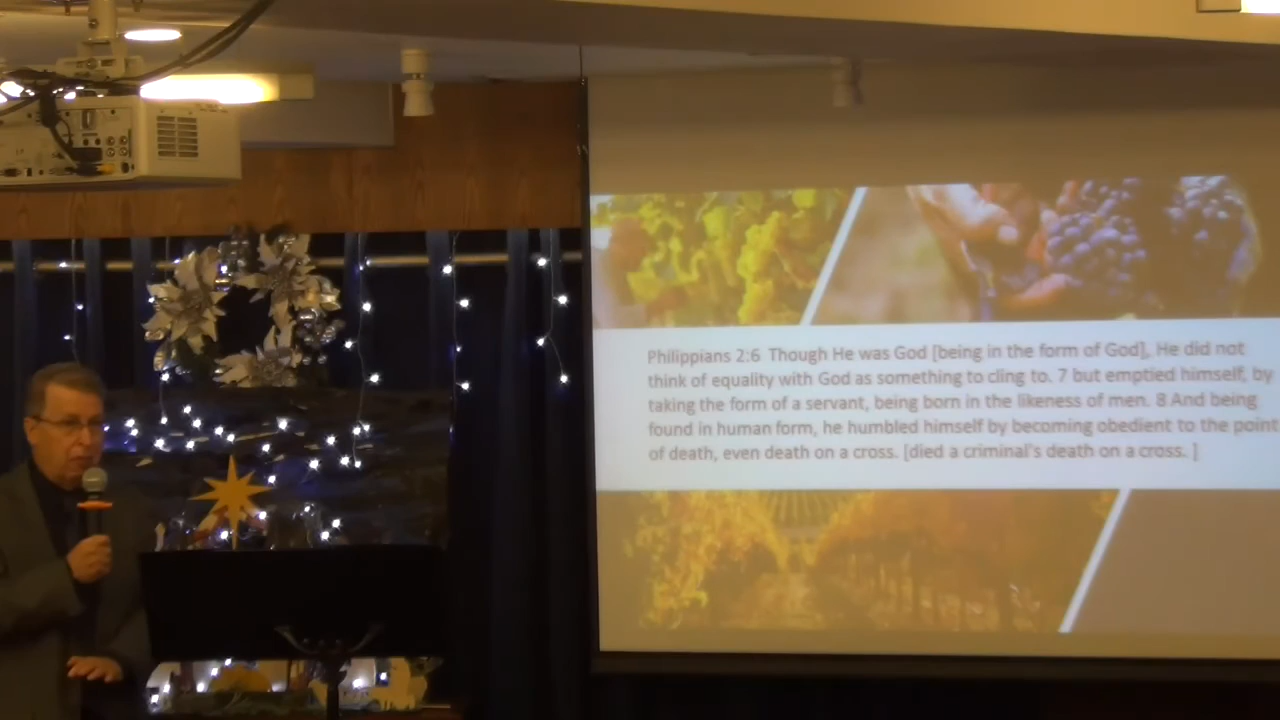 Philippians 2:6 Though He was God [being in the form of God], He did not
think of equality with God as something to cling to. 7 but emptied himself, by
taking the form of a servant, being born in the likeness of men. 8 And being
found in human form, he humbled himself by becoming obedient to the point
of death, even death on a cross. [died a criminal's death on a cross. ]